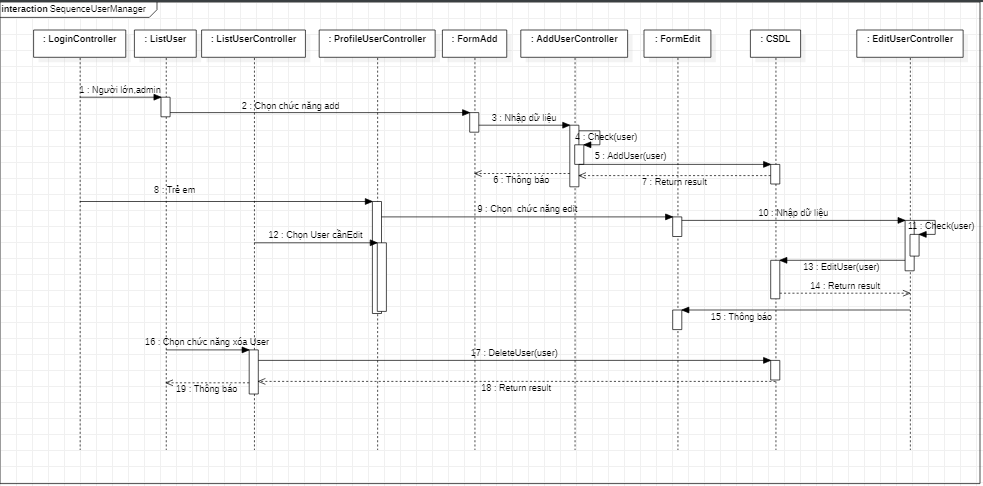 interaction SequenceUserManager
: LoginController
: ListUser
: ListUserController
: ProfileUserController
: FormAdd
: AddUserController
: FormEdit
: CSDL
: EditUserController
1 : Người lớn,admin
2 : Chọn chức năng add
3 : Nhập dữ liệu
4 : Check(user)
5 : AddUser(user)
6 : Thông báo
7 : Return result
8 : Trẻ em
9 : Chọn chức năng edit
10 : Nhập dữ liệu
11 : Check(user)
12 : Chọn User cầnEdit
13 : EditUser(user)
14 : Return result
15 : Thông báo
16 : Chọn chức năng xóa User
17 : DeleteUser(user)
18 : Return result
19 : Thông báo